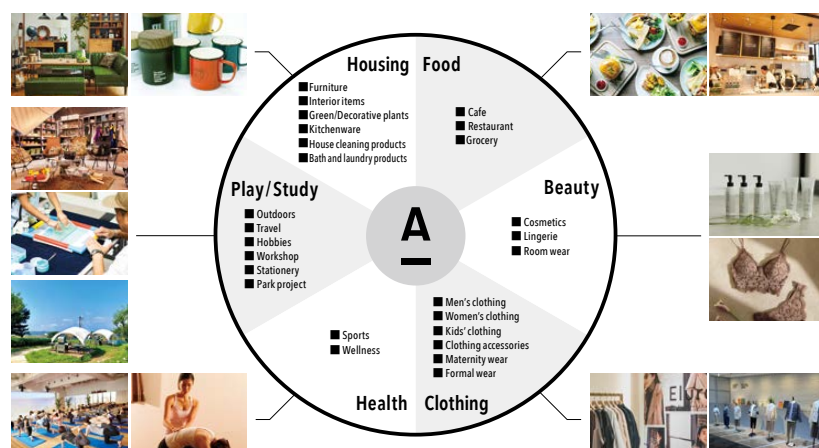 Housing
■Furniture
■Interior items
■Green/Decorative plants
■Kitchenware
■House cleaning products
■Bath and laundry products
Food
■Cafe
■Restaurant
■Grocery
Play/Study
■Outdoors
■Travel
■Hobbies
■Workshop
■Stationery
■Park project
A
Beauty
■Cosmetics
■Lingerie
■Room wear
■Sports
■Wellness
Health
■Men's clothing
■Women's clothing
■Kids' clothing
■Clothing accessories
■Maternity wear
■Formal wear
Clothing